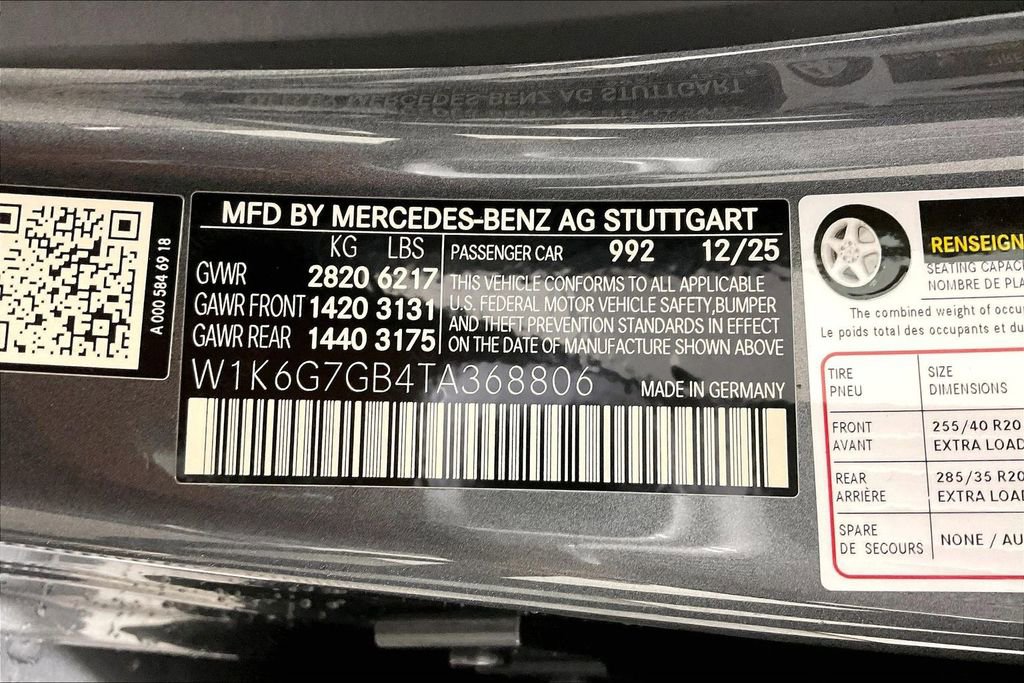 MFD BY MERCEDES-BENZ AG STUTTGART
KG LBS
GVWR 2820 6217
GAWR FRONT 1420 3131
GAWR REAR 1440 3175
PASSENGER CAR 992 12/25
THIS VEHICLE CONFORMS TO ALL APPLICABLE
U.S. FEDERAL MOTOR VEHICLE SAFETY,BUMPER
AND THEFT PREVENTION STANDARDS IN EFFECT
ON THE DATE OF MANUFACTURE SHOWN ABOVE
W1K6G7GB4TA368806 MADE IN GERMANY
A 000 584 69 18
RENSEIGN
SEATING CAPACI
NOMBRE DE PLA
The combined weight of occu
Le poids total des occupants et du
TIRE SIZE
PNEU DIMENSIONS
FRONT 255/40 R20
AVANT EXTRA LOAD
REAR 285/35 R20
ARRIÈRE EXTRA LOAD
SPARE
DE SECOURS NONE / AU